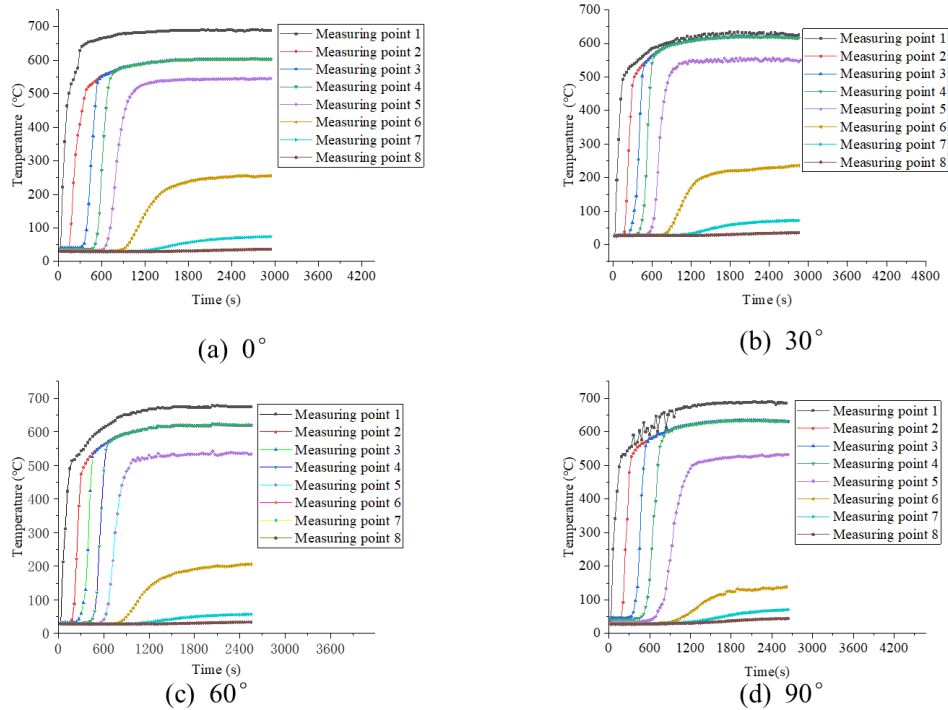 700
600
500
400
300
200
100
0
Temperature (℃)
0 600 1200 1800 2400 3000 3600 4200
Time (s)
Measuring point 1
Measuring point 2
Measuring point 3
Measuring point 4
Measuring point 5
Measuring point 6
Measuring point 7
Measuring point 8
(a) 0°
700
600
500
400
300
200
100
0
Temperature (℃)
0 600 1200 1800 2400 3000 3600 4200 4800
Time (s)
Measuring point 1
Measuring point 2
Measuring point 3
Measuring point 4
Measuring point 5
Measuring point 6
Measuring point 7
Measuring point 8
(b) 30°
700
600
500
400
300
200
100
0
Temperature (℃)
0 600 1200 1800 2400 3000 3600
Time (s)
Measuring point 1
Measuring point 2
Measuring point 3
Measuring point 4
Measuring point 5
Measuring point 6
Measuring point 7
Measuring point 8
(c) 60°
700
600
500
400
300
200
100
0
Temperature (℃)
0 600 1200 1800 2400 3000 3600 4200
Time(s)
Measuring point 1
Measuring point 2
Measuring point 3
Measuring point 4
Measuring point 5
Measuring point 6
Measuring point 7
Measuring point 8
(d) 90°